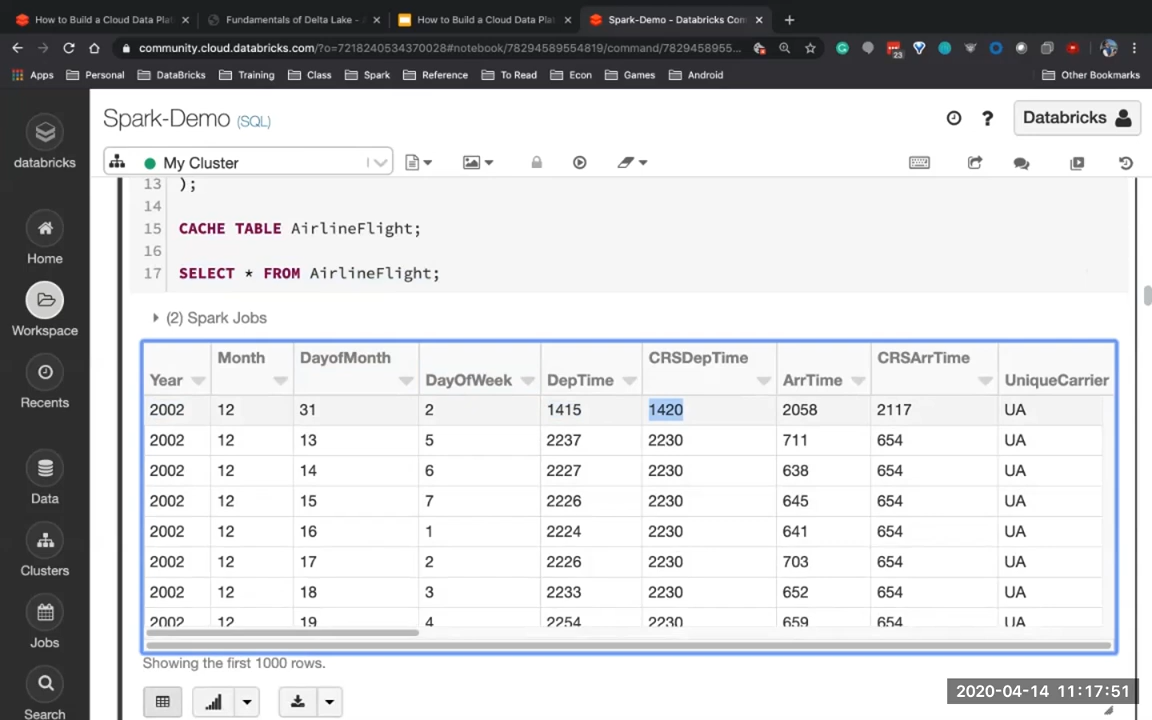 How to Build a Cloud Data Plat
Fundamentals of Delta Lake -
How to Build a Cloud Data Plat
Spark-Demo - Databricks Com
community.cloud.databricks.com/?o=7218240534370028#notebook/78294589554819/command/7829458955...
23
Apps Personal DataBricks Training Class Spark Reference To Read Econ Games Android Other Bookmarks
databricks
Home
Workspace
Recents
Data
Clusters
Jobs
Search
Spark-Demo (SQL)
? Databricks
My Cluster
13 );
14
15 CACHE TABLE AirlineFlight;
16
17 SELECT * FROM AirlineFlight;
(2) Spark Jobs
Year Month DayofMonth DayOfWeek DepTime CRSDepTime ArrTime CRSArrTime UniqueCarrier
2002 12 31 2 1415 1420 2058 2117 UA
2002 12 13 5 2237 2230 711 654 UA
2002 12 14 6 2227 2230 638 654 UA
2002 12 15 7 2226 2230 645 654 UA
2002 12 16 1 2224 2230 641 654 UA
2002 12 17 2 2226 2230 703 654 UA
2002 12 18 3 2233 2230 652 654 UA
2002 12 19 4 2254 2230 659 654 UA
Showing the first 1000 rows.
2020-04-14 11:17:51